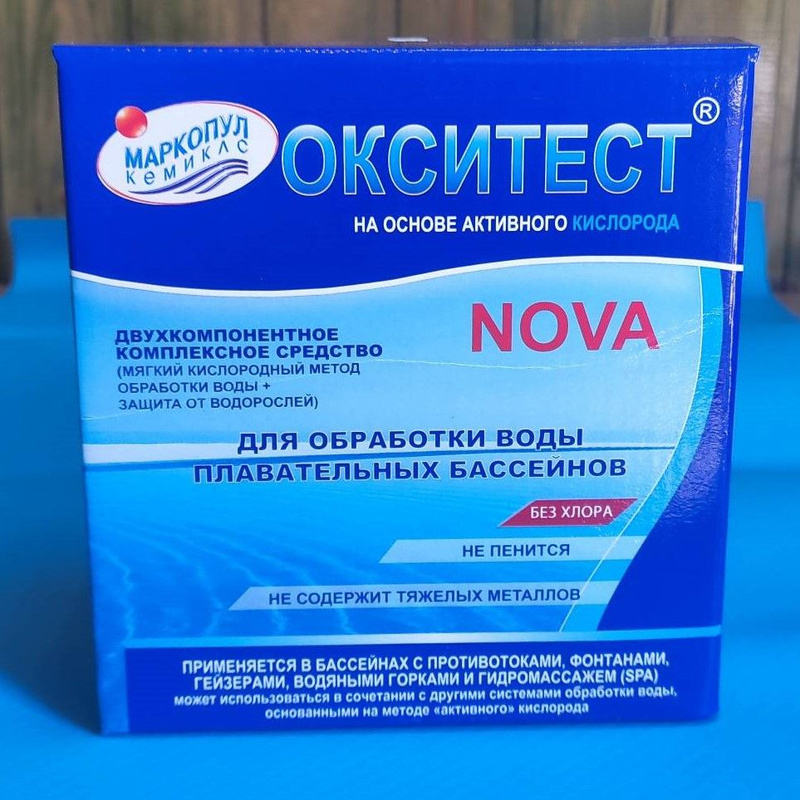 МАРКОПУЛ
КЕМИКЛС
ОКСИТЕСТ®
НА ОСНОВЕ АКТИВНОГО КИСЛОРОДА
NOVA
ДВУХКОМПОНЕНТНОЕ
КОМПЛЕКСНОЕ СРЕДСТВО
(МЯГКИЙ КИСЛОРОДНЫЙ МЕТОД
ОБРАБОТКИ ВОДЫ +
ЗАЩИТА ОТ ВОДОРОСЛЕЙ)
ДЛЯ ОБРАБОТКИ ВОДЫ
ПЛАВАТЕЛЬНЫХ БАССЕЙНОВ
БЕЗ ХЛОРА
НЕ ПЕНИТСЯ
НЕ СОДЕРЖИТ ТЯЖЕЛЫХ МЕТАЛЛОВ
ПРИМЕНЯЕТСЯ В БАССЕЙНАХ С ПРОТИВОТОКАМИ, ФОНТАНАМИ,
ГЕЙЗЕРАМИ, ВОДЯНЫМИ ГОРКАМИ И ГИДРОМАССАЖЕМ (SPA)
может использоваться в сочетании с другими системами обработки воды,
основанными на методе «активного» кислорода